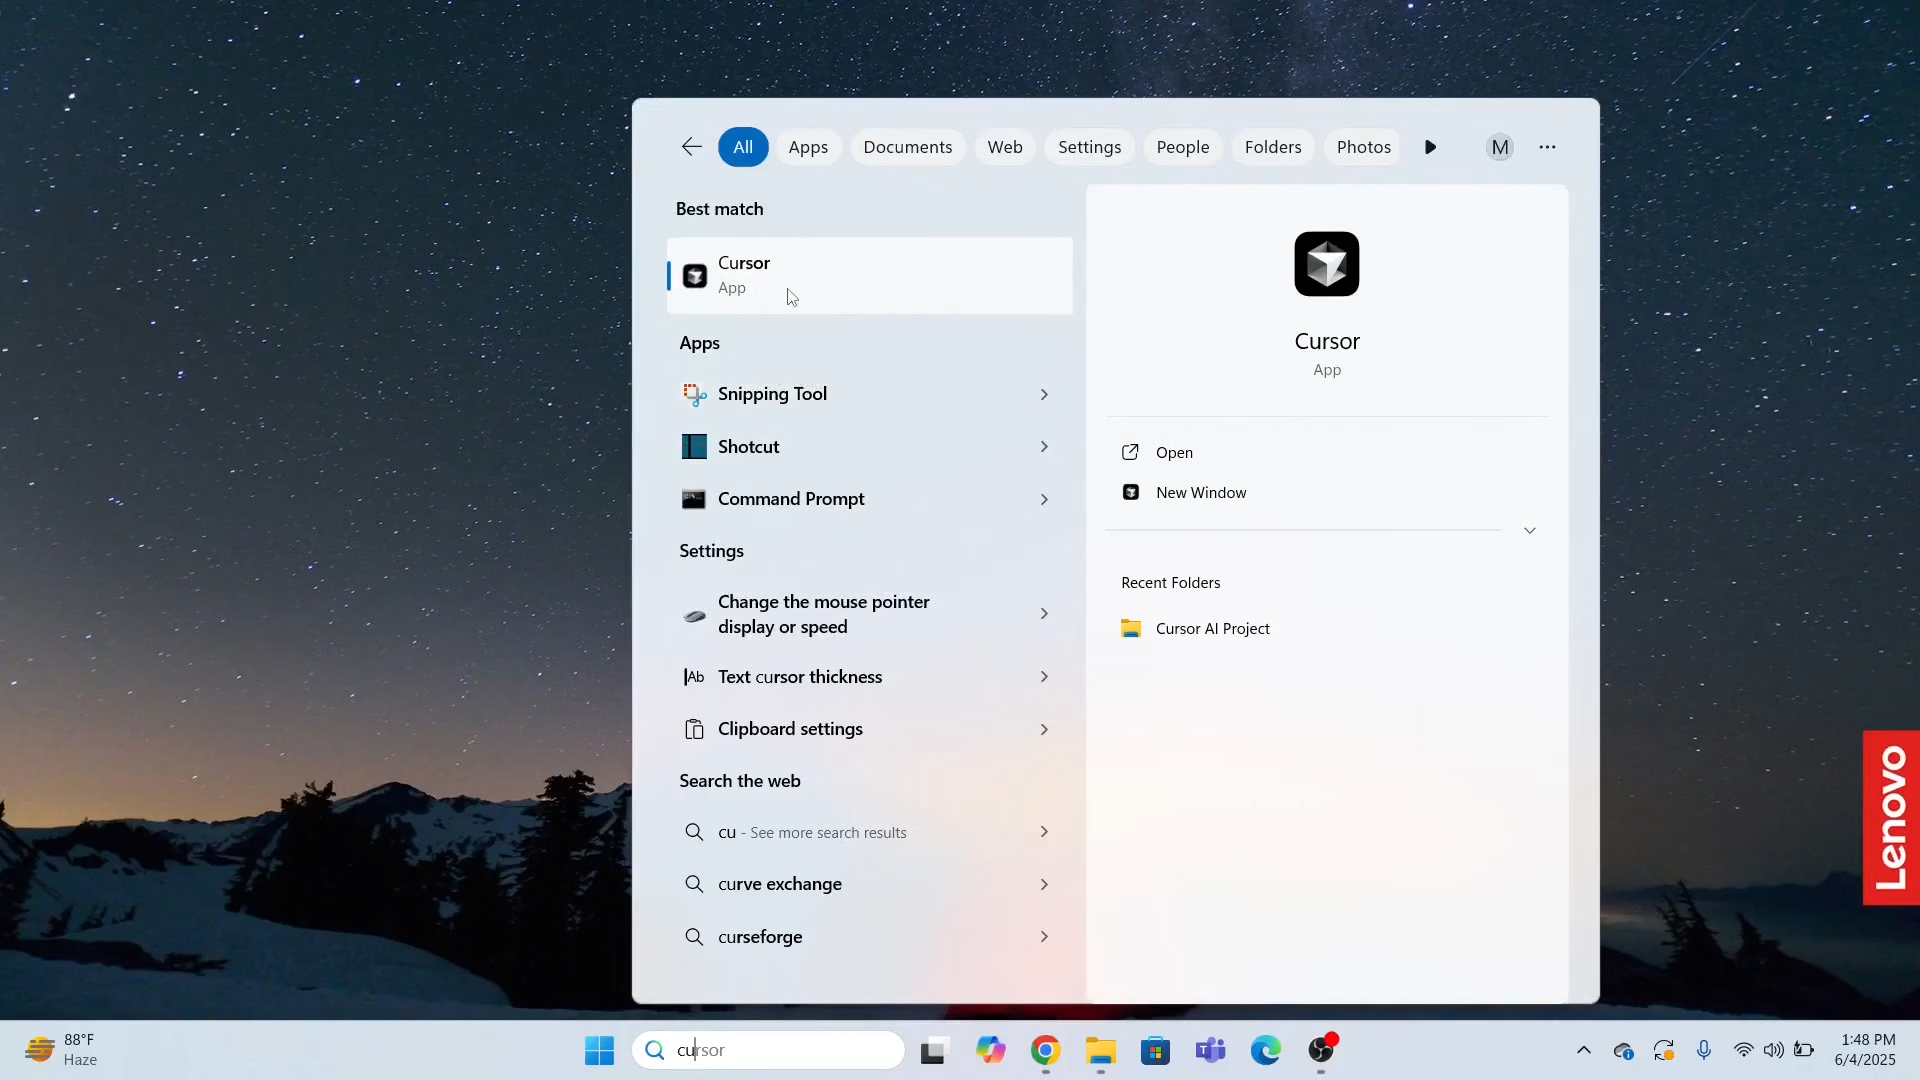 All
Apps
Documents
Web
Settings
People
Folders
Photos
M
Best match
Cursor
App
Apps
Snipping Tool
Shotcut
Command Prompt
Settings
Change the mouse pointer
display or speed
Text cursor thickness
Clipboard settings
Search the web
cu - See more search results
curve exchange
curseforge
Cursor
App
Open
New Window
Recent Folders
Cursor AI Project
Lenovo
88°F
Haze
cursor
1:48 PM
6/4/2025